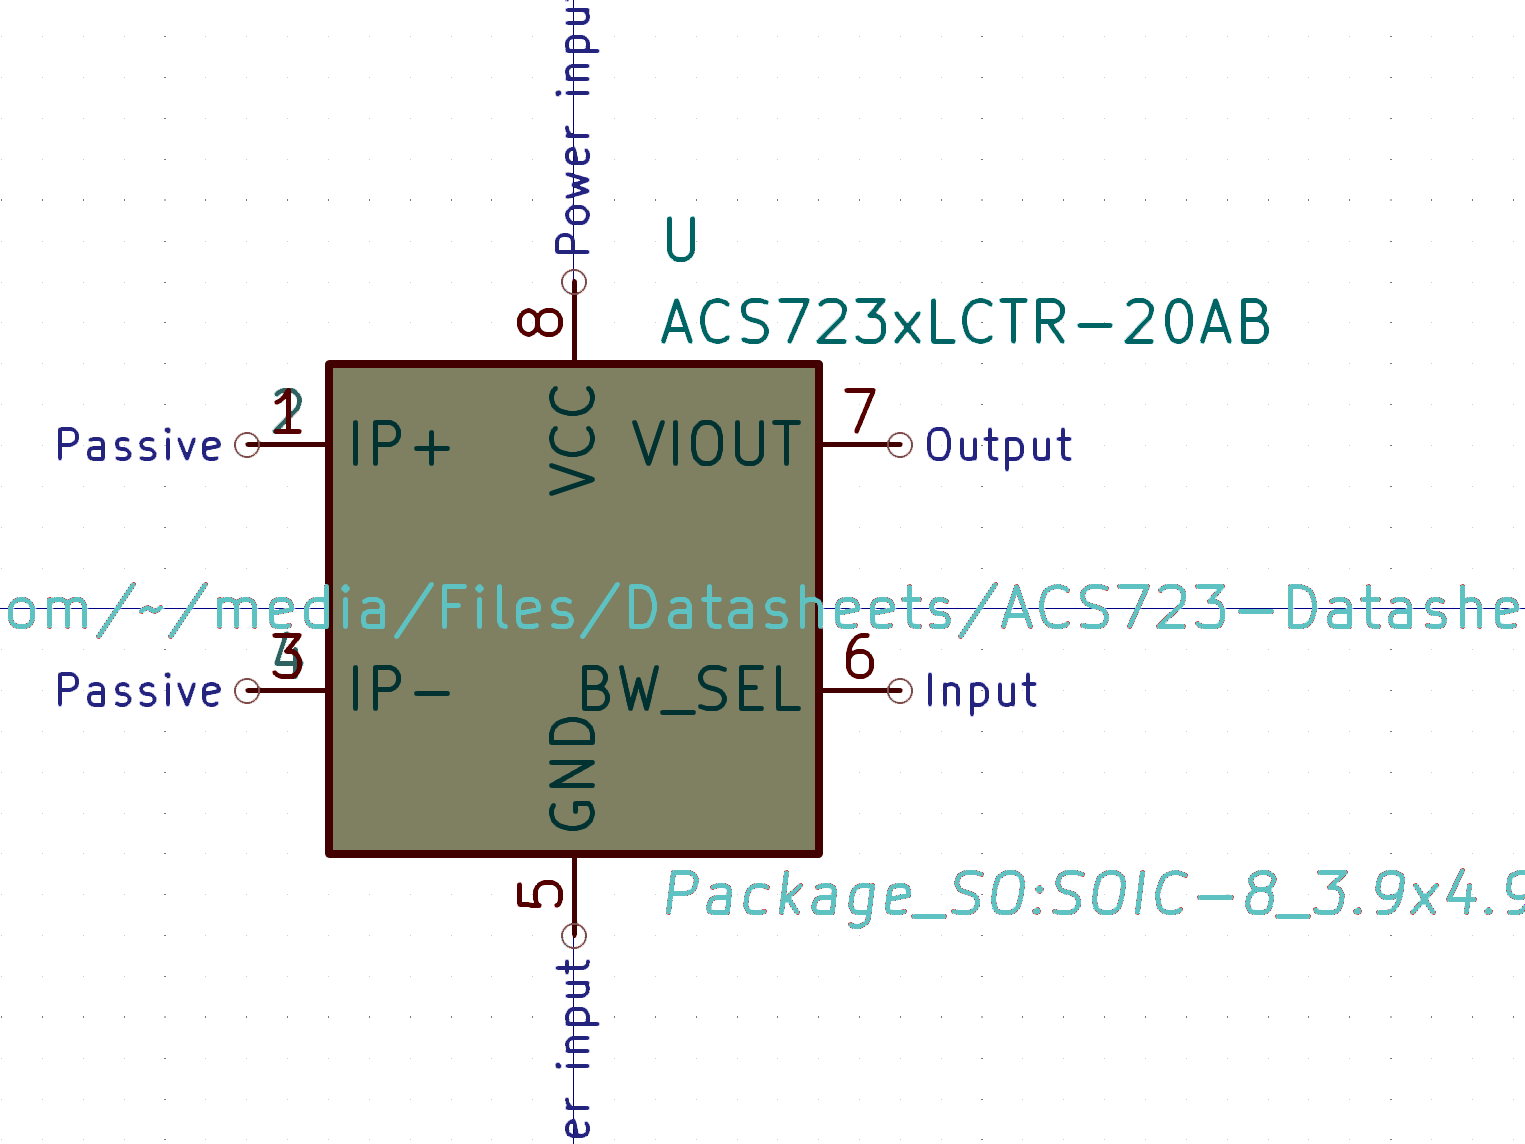 Power inpu
U
8
ACS723xLCTR-20AB
2
1
7
Passive
IP+
VCC
VIOUT
Output
om/~/media/Files/Datasheets/ACS723-Datashe
4
3
6
Passive
IP-
BW_SEL
Input
GND
5
Package_SO:SOIC-8_3.9x4.9
er input